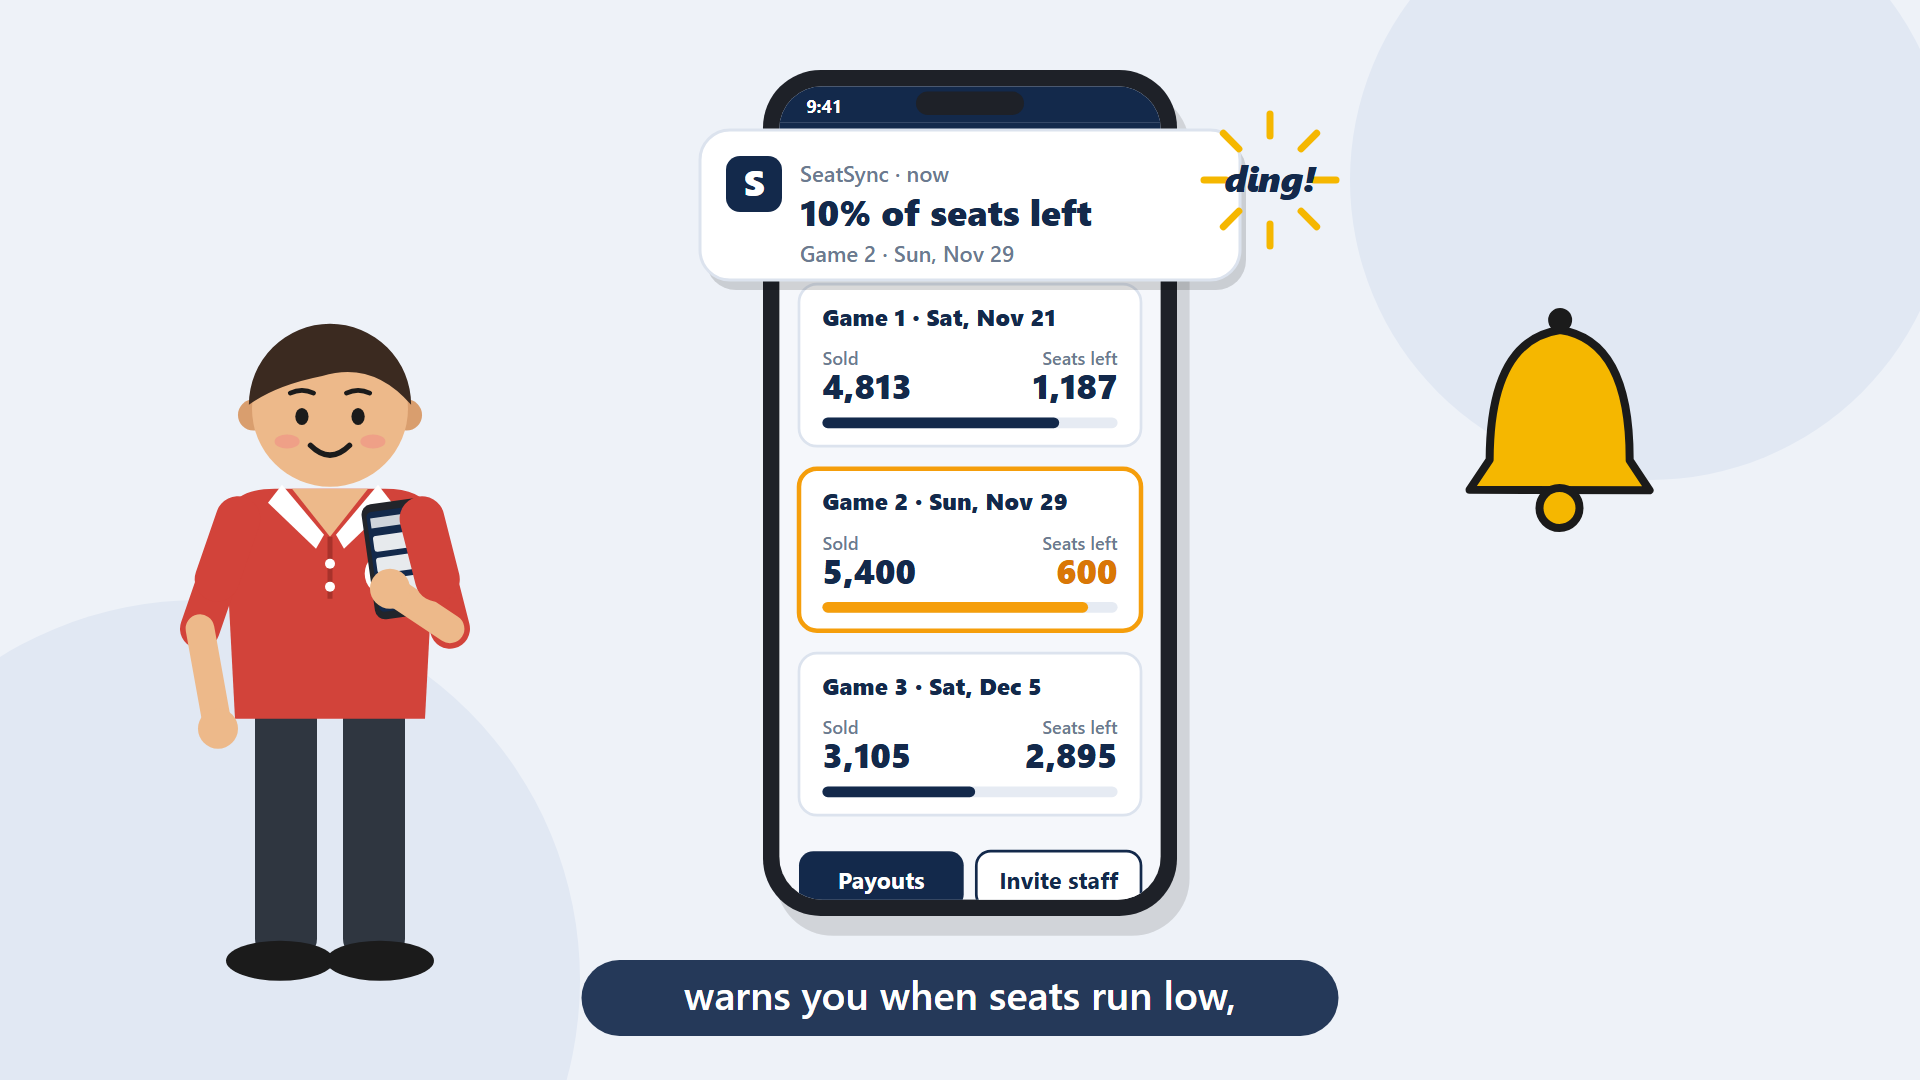 9:41
S
SeatSync · now
10% of seats left
Game 2 · Sun, Nov 29
ding!
Game 1 · Sat, Nov 21
Sold Seats left
4,813 1,187
Game 2 · Sun, Nov 29
Sold Seats left
5,400 600
Game 3 · Sat, Dec 5
Sold Seats left
3,105 2,895
Payouts Invite staff
warns you when seats run low,